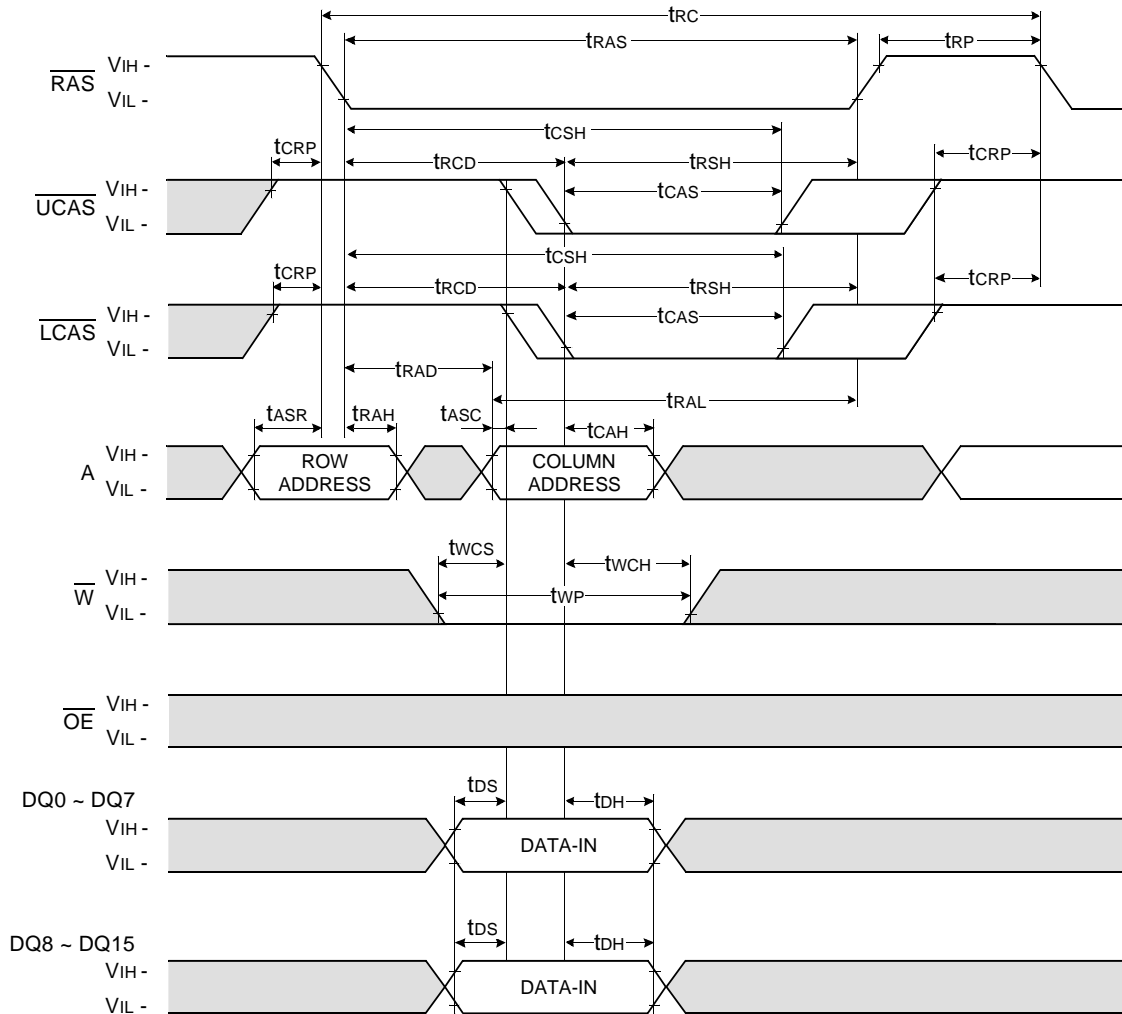 tRC
tRAS tRP
RAS VIH -
VIL -
tCSH
tCRP tRCD tRSH tCRP
UCAS VIH - tCAS
VIL -
tCSH
tCRP tRCD tRSH tCRP
LCAS VIH - tCAS
VIL -
tRAD
tRAL
tASR tRAH tASC tCAH
A VIH - ROW ADDRESS COLUMN ADDRESS
VIL -
tWCS tWCH
W VIH - tWP
VIL -
OE VIH -
VIL -
DQ0 ~ DQ7 tDS tDH
VIH -
DATA-IN
VIL -
DQ8 ~ DQ15 tDS tDH
VIH -
DATA-IN
VIL -